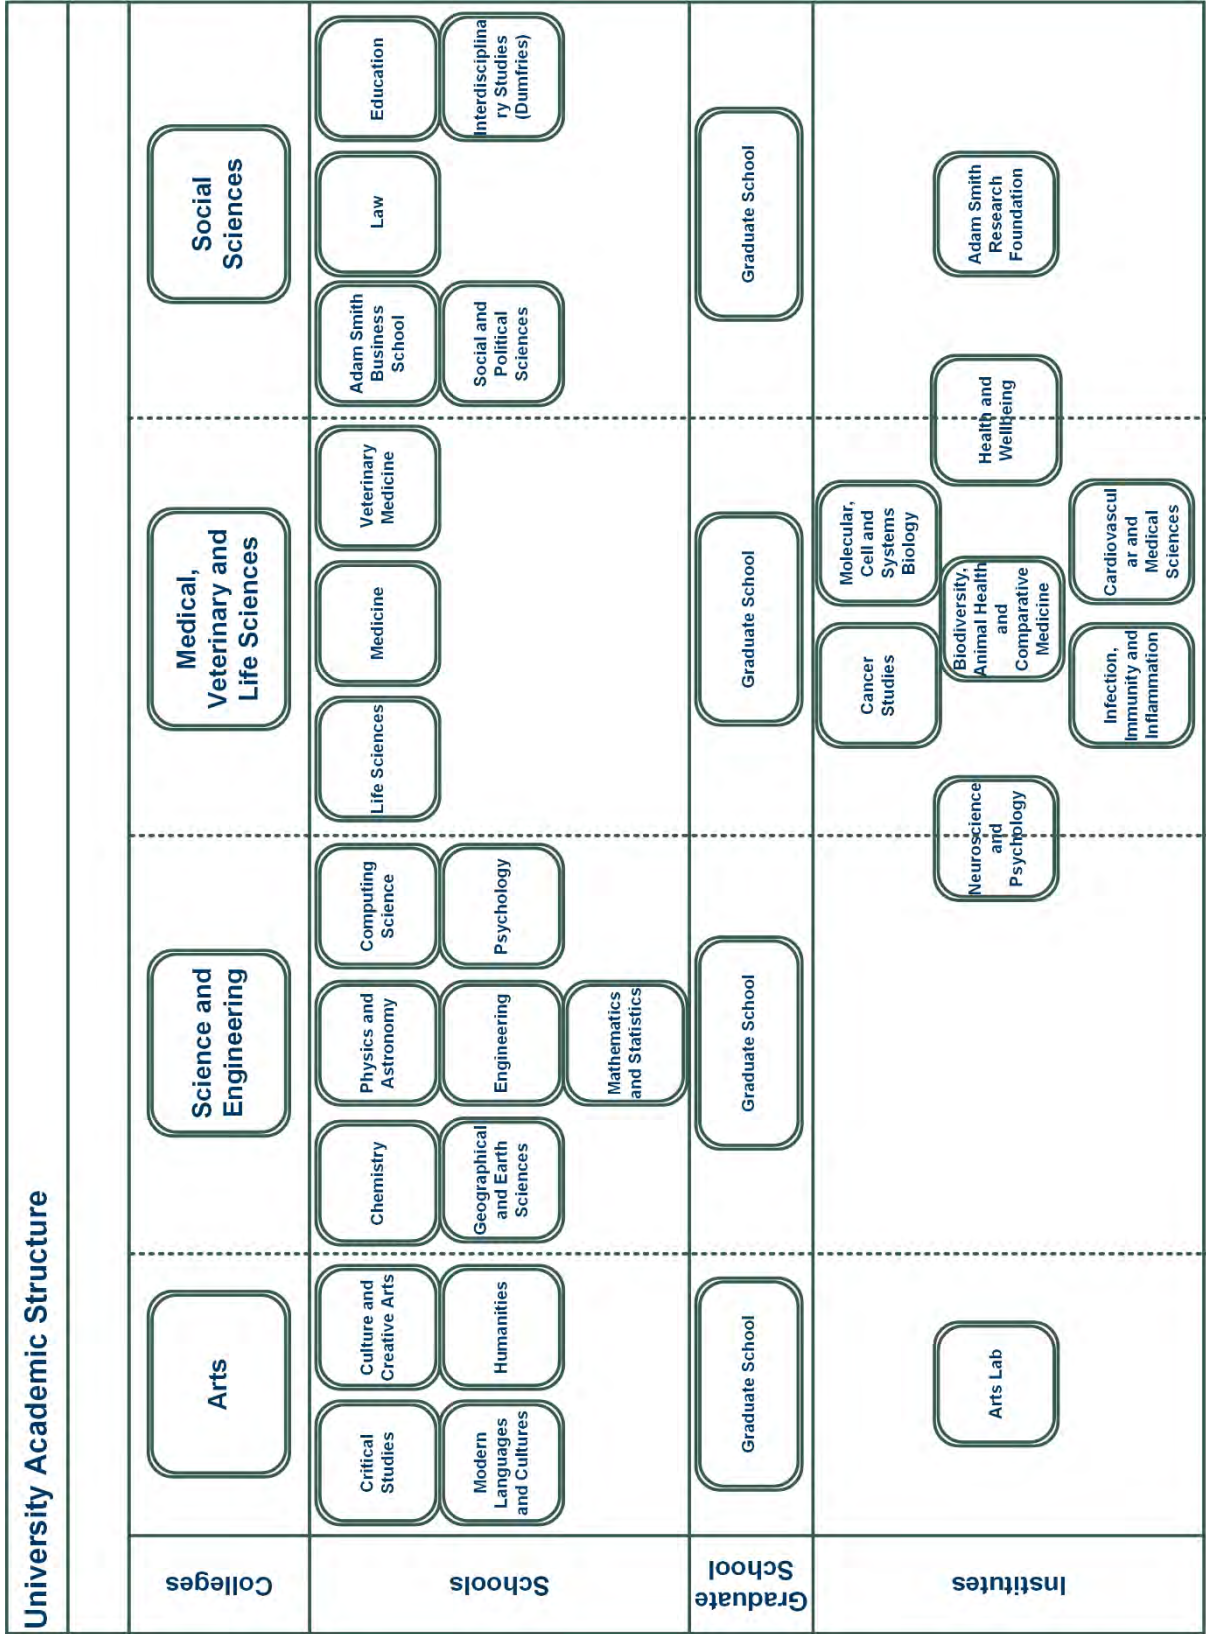 University Academic Structure
Colleges
Arts
Science and
Engineering
Medical,
Veterinary and
Life Sciences
Social
Sciences
Schools
Critical
Studies
Culture and
Creative Arts
Modern
Languages
and Cultures
Humanities
Chemistry
Physics and
Astronomy
Computing
Science
Geographical
and Earth
Sciences
Engineering
Psychology
Mathematics
and Statistics
Life Sciences
Medicine
Veterinary
Medicine
Adam Smith
Business
School
Law
Education
Social and
Political
Sciences
Interdisciplina
ry Studies
(Dumfries)
Graduate
School
Graduate School
Graduate School
Graduate School
Graduate School
Institutes
Arts Lab
Neuroscience
and
Psychology
Cancer
Studies
Molecular,
Cell and
Systems
Biology
Biodiversity,
Animal Health
and
Comparative
Medicine
Infection,
Immunity and
Inflammation
Cardiovascul
ar and
Medical
Sciences
Health and
Wellbeing
Adam Smith
Research
Foundation